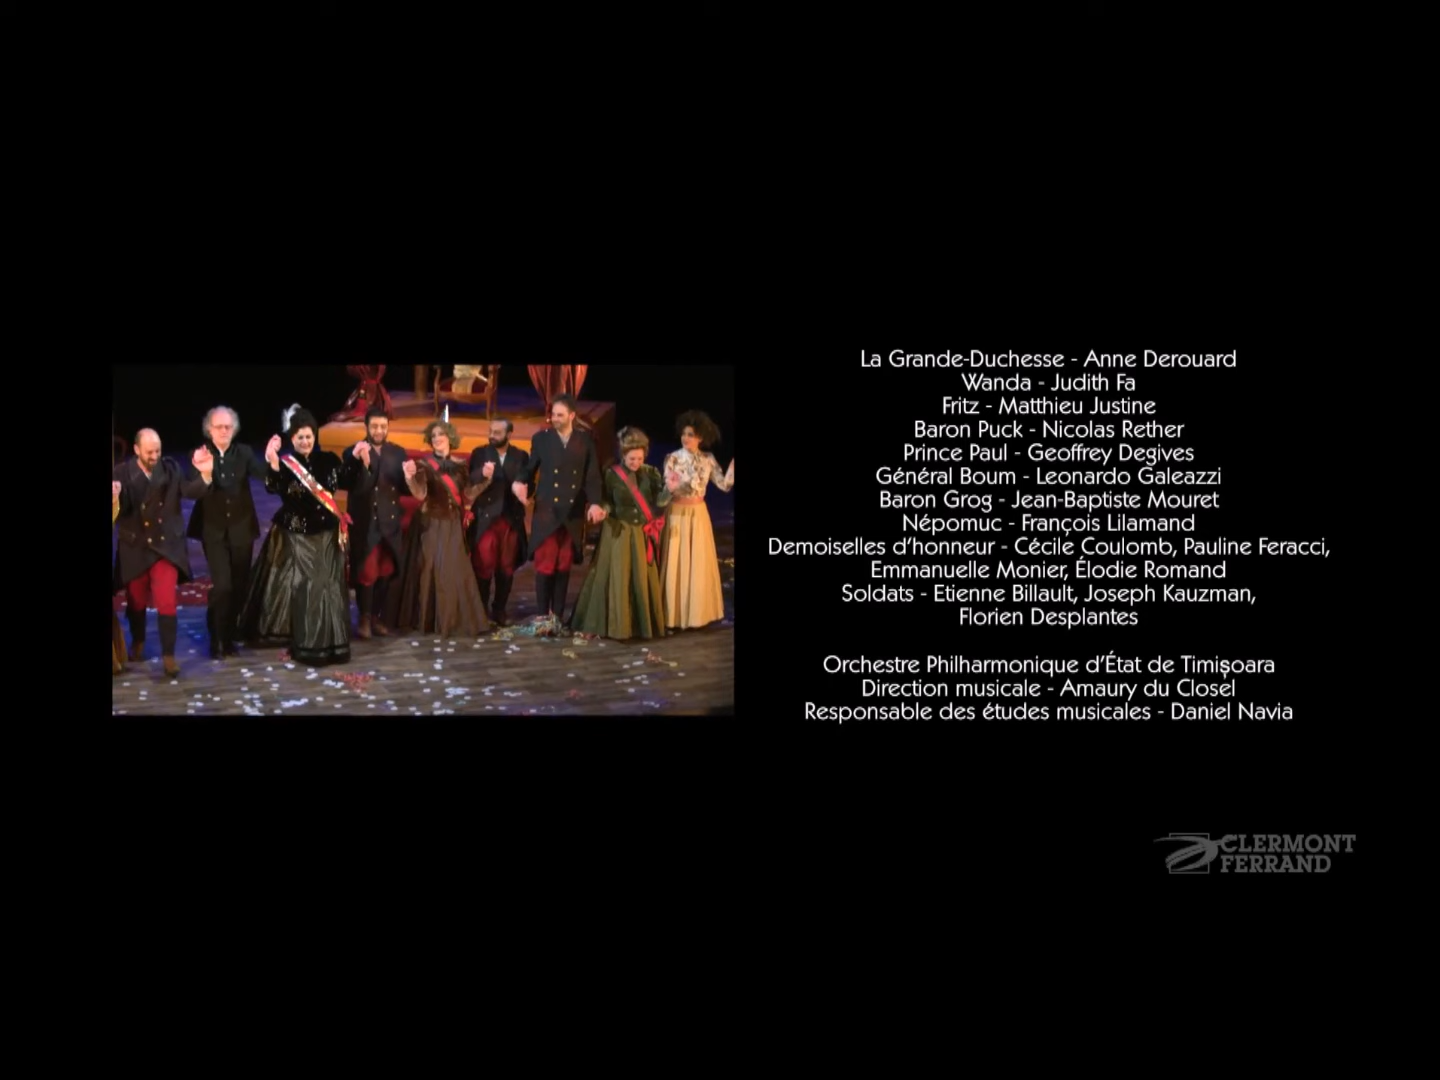 La Grande-Duchesse - Anne Derouard
Wanda - Judith Fa
Fritz - Matthieu Justine
Baron Puck - Nicolas Rether
Prince Paul - Geoffrey Degives
Général Boum - Leonardo Galeazzi
Baron Grog - Jean-Baptiste Mouret
Népomuc - François Lilamand
Demoiselles d'honneur - Cécile Coulomb, Pauline Feracci,
Emmanuelle Monier, Élodie Romand
Soldats - Etienne Billault, Joseph Kauzman,
Florien Desplantes
Orchestre Philharmonique d'État de Timișoara
Direction musicale - Amaury du Closel
Responsable des études musicales - Daniel Navia
CLERMONT
FERRAND